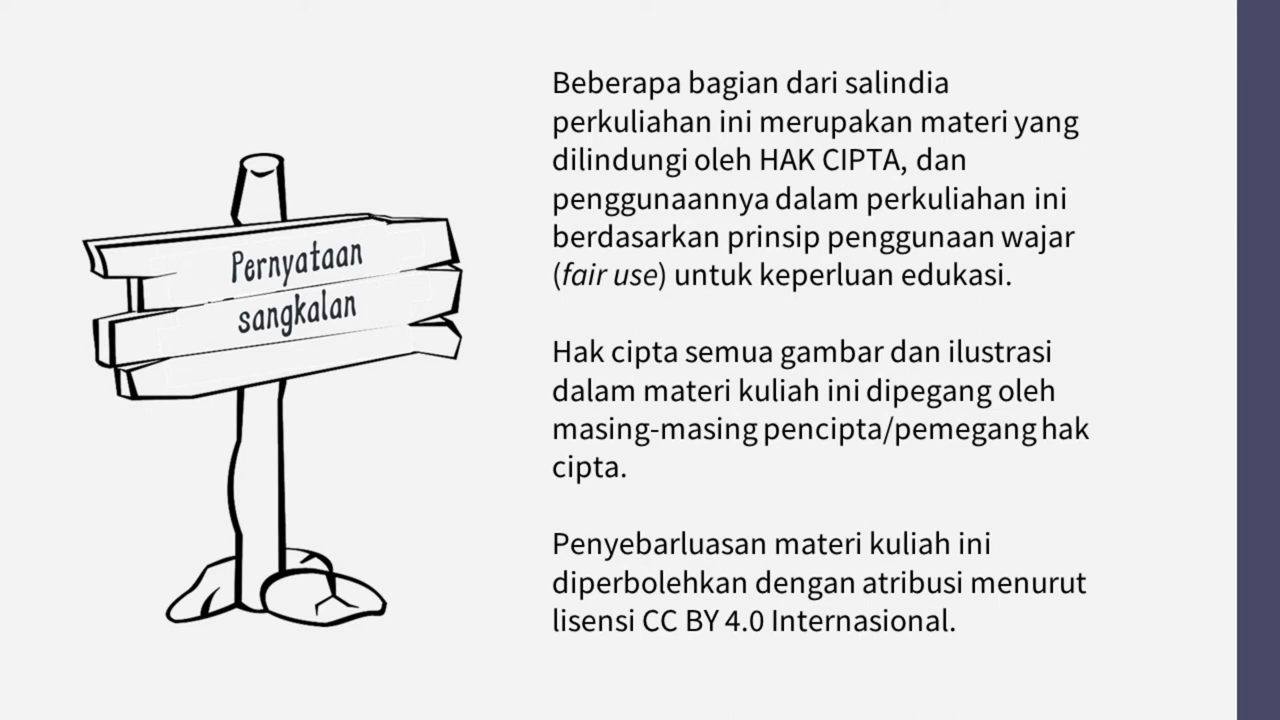 Pernyataan
sangkalan
Beberapa bagian dari salindia
perkuliahan ini merupakan materi yang
dilindungi oleh HAK CIPTA, dan
penggunaannya dalam perkuliahan ini
berdasarkan prinsip penggunaan wajar
(fair use) untuk keperluan edukasi.
Hak cipta semua gambar dan ilustrasi
dalam materi kuliah ini dipegang oleh
masing-masing pencipta/pemegang hak
cipta.
Penyebarluasan materi kuliah ini
diperbolehkan dengan atribusi menurut
lisensi CC BY 4.0 Internasional.